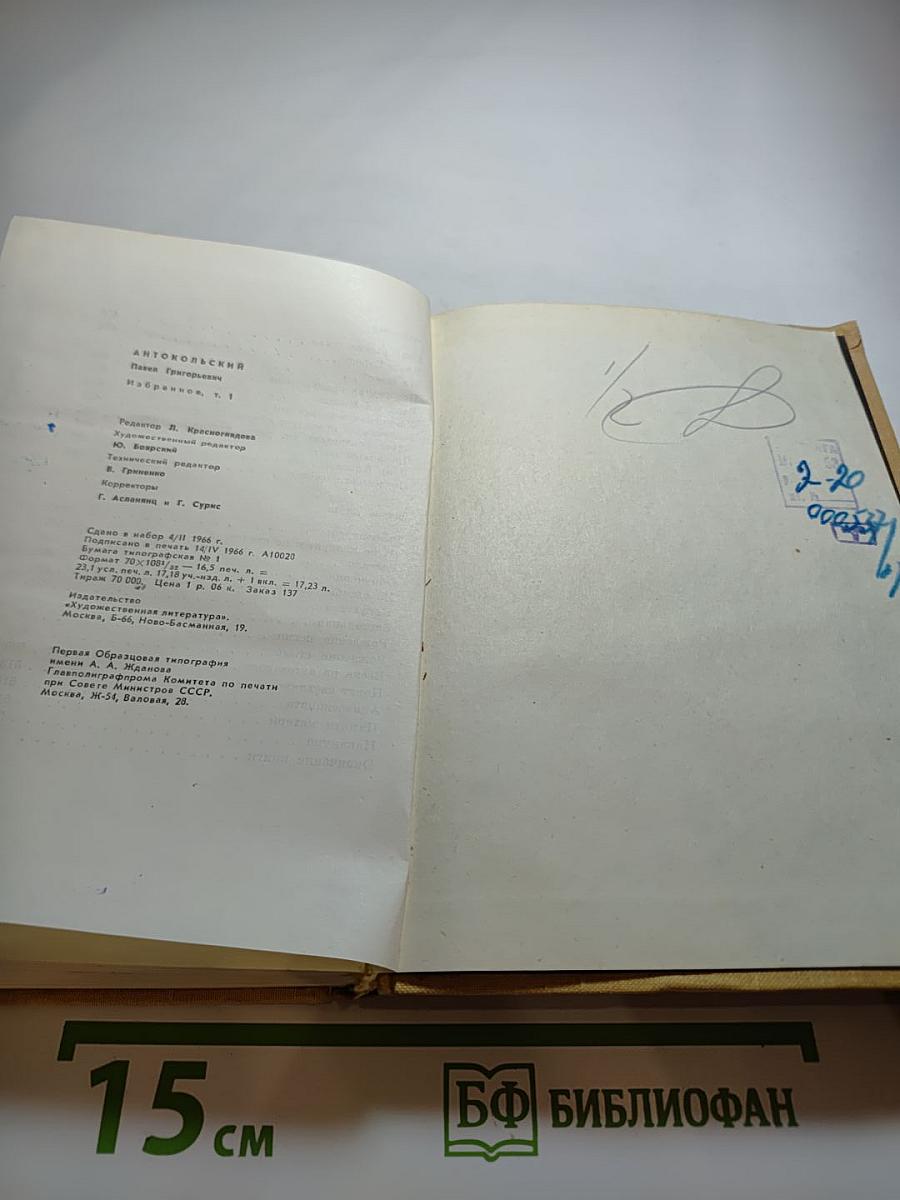 АНТОКОЛЬСКИЙ
Павел Григорьевич
Избранное, т. 1
Редактор Л. Красноглядова
Художественный редактор
Ю. Боярский
Технический редактор
В. Гриненко
Корректоры
Г. Асланянц и Г. Сурис
Сдано в набор 4/II 1966 г.
Подписано в печать 14/IV 1966 г. А10020
Бумага типографская № 1
Формат 70×108¹/₃₂ — 16,5 печ. л. =
23,1 усл. печ. л. 17,18 уч.-изд. л. + 1 вкл. = 17,23 л.
Тираж 70 000. Цена 1 р. 06 к. Заказ 137
Издательство
«Художественная литература».
Москва, Б-66, Ново-Басманная, 19.
Первая Образцовая типография
имени А. А. Жданова
Главполиграфпрома Комитета по печати
при Совете Министров СССР.
Москва, Ж-54, Валовая, 28.
2-20
15 см
БФ БИБЛИОФАН